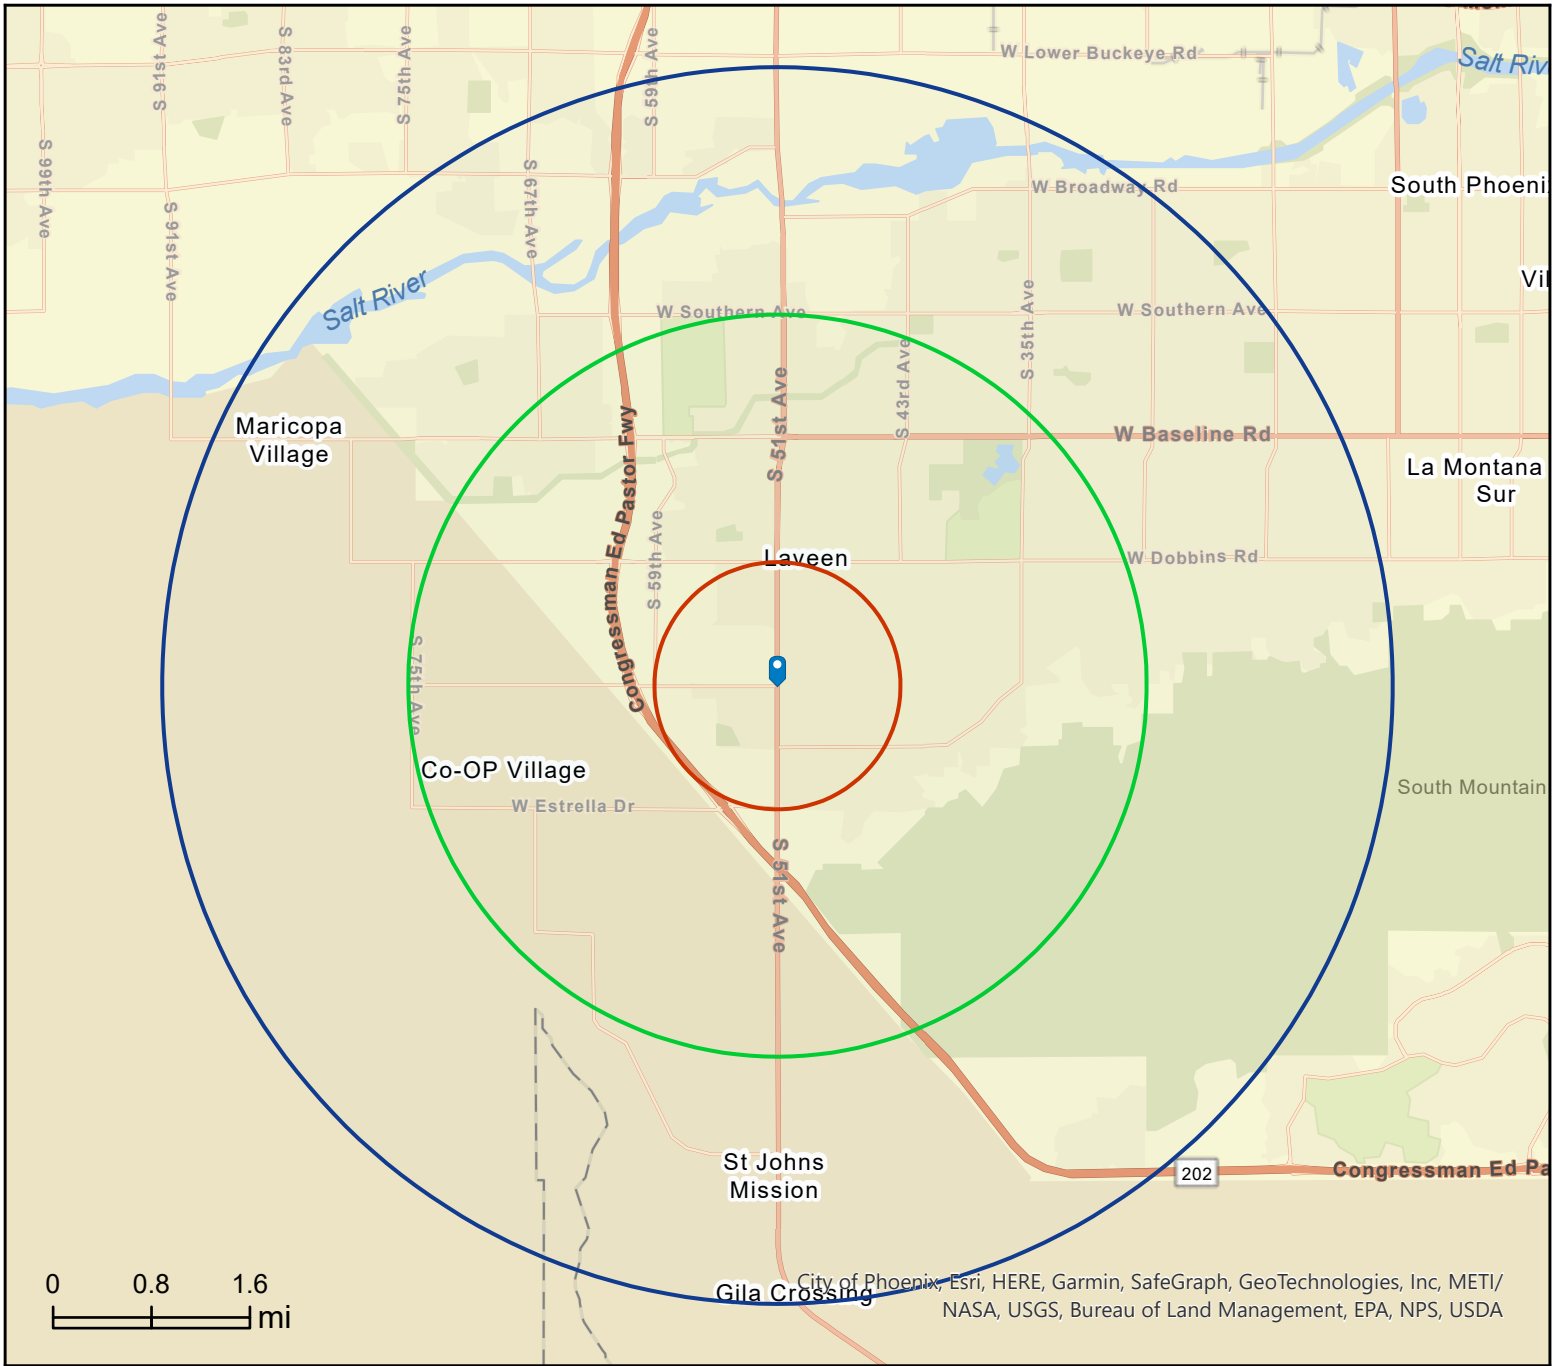 S 91st Ave
S 83rd Ave
S 75th Ave
S 59th Ave
W Lower Buckeye Rd
Salt Riv
S 99th Ave
S 91st Ave
S 67th Ave
W Broadway Rd
South Phoeni
Salt River
W Southern Ave
S 35th Ave
W Southern Ave
Vil
Maricopa
Village
Congressman Ed Pastor Fwy
S 51st Ave
S 43rd Ave
W Baseline Rd
La Montana
Sur
S 59th Ave
Laveen
W Dobbins Rd
S 75th Ave
Co-OP Village
W Estrella Dr
South Mountain
S 51st Ave
St Johns
Mission
202
Congressman Ed Pa
Gila Crossing
0 0.8 1.6
mi
City of Phoenix, Esri, HERE, Garmin, SafeGraph, GeoTechnologies, Inc, METI/
NASA, USGS, Bureau of Land Management, EPA, NPS, USDA